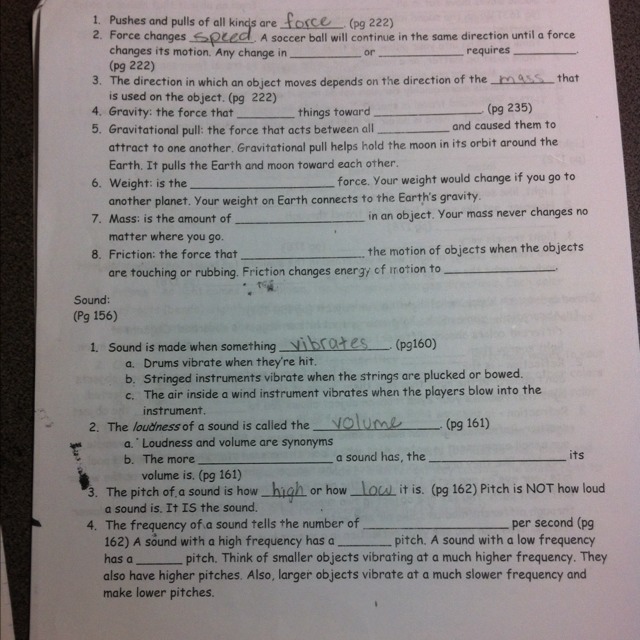 1. Pushes and pulls of all kinds are force. (pg 222)
2. Force changes speed. A soccer ball will continue in the same direction until a force
changes its motion. Any change in ____________ or ______________ requires __________.
(pg 222)
3. The direction in which an object moves depends on the direction of the mass that
is used on the object. (pg 222)
4. Gravity: the force that _________ things toward ________________. (pg 235)
5. Gravitational pull: the force that acts between all ___________ and caused them to
attract to one another. Gravitational pull helps hold the moon in its orbit around the
Earth. It pulls the Earth and moon toward each other.
6. Weight: is the ______________________ force. Your weight would change if you go to
another planet. Your weight on Earth connects to the Earth's gravity.
7. Mass: is the amount of ____________________ in an object. Your mass never changes no
matter where you go.
8. Friction: the force that ___________________ the motion of objects when the objects
are touching or rubbing. Friction changes energy of motion to _________________.
Sound:
(Pg 156)
1. Sound is made when something vibrates. (pg160)
a. Drums vibrate when they're hit.
b. Stringed instruments vibrate when the strings are plucked or bowed.
c. The air inside a wind instrument vibrates when the players blow into the
instrument.
2. The loudness of a sound is called the volume. (pg 161)
a. Loudness and volume are synonyms
b. The more ____________________ a sound has, the ____________________ its
volume is. (pg 161)
3. The pitch of a sound is how high or how low it is. (pg 162) Pitch is NOT how loud
a sound is. It IS the sound.
4. The frequency of a sound tells the number of ______________________ per second (pg
162) A sound with a high frequency has a ________ pitch. A sound with a low frequency
has a _______ pitch. Think of smaller objects vibrating at a much higher frequency. They
also have higher pitches. Also, larger objects vibrate at a much slower frequency and
make lower pitches.